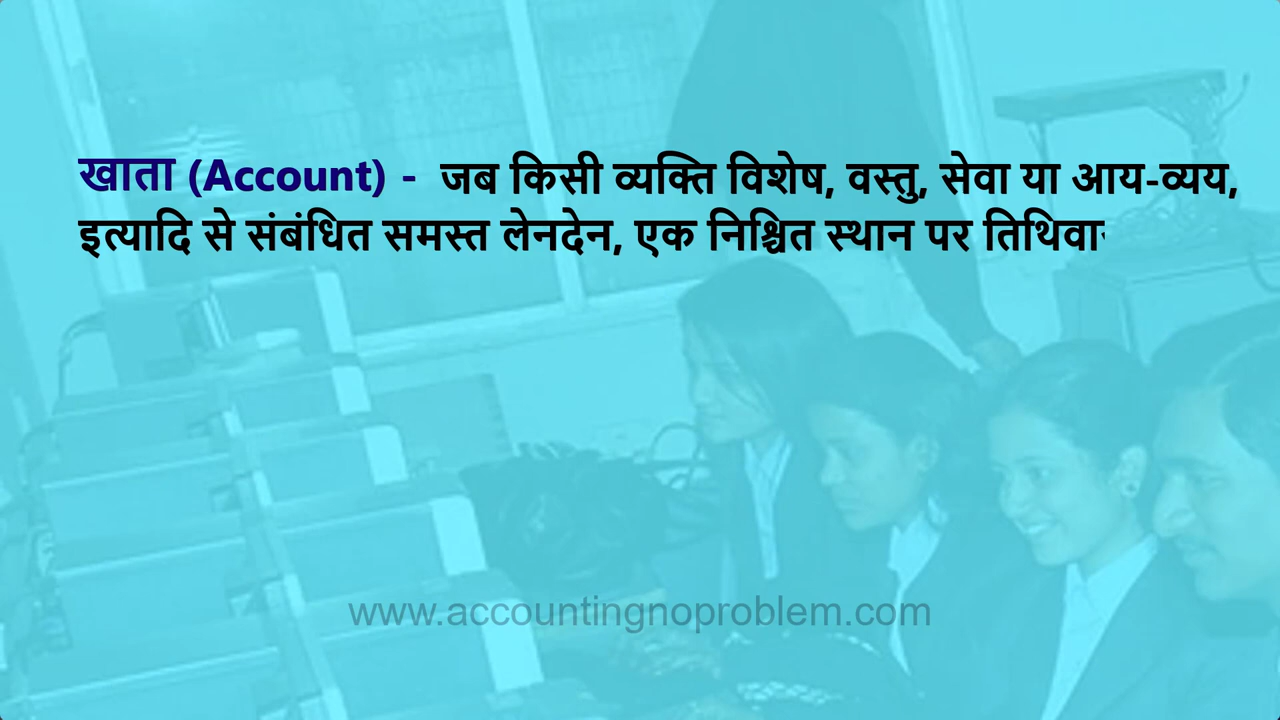 खाता (Account) - जब किसी व्यक्ति विशेष, वस्तु, सेवा या आय-व्यय,
इत्यादि से संबंधित समस्त लेनदेन, एक निश्चित स्थान पर
www.accountingnoproblem.com